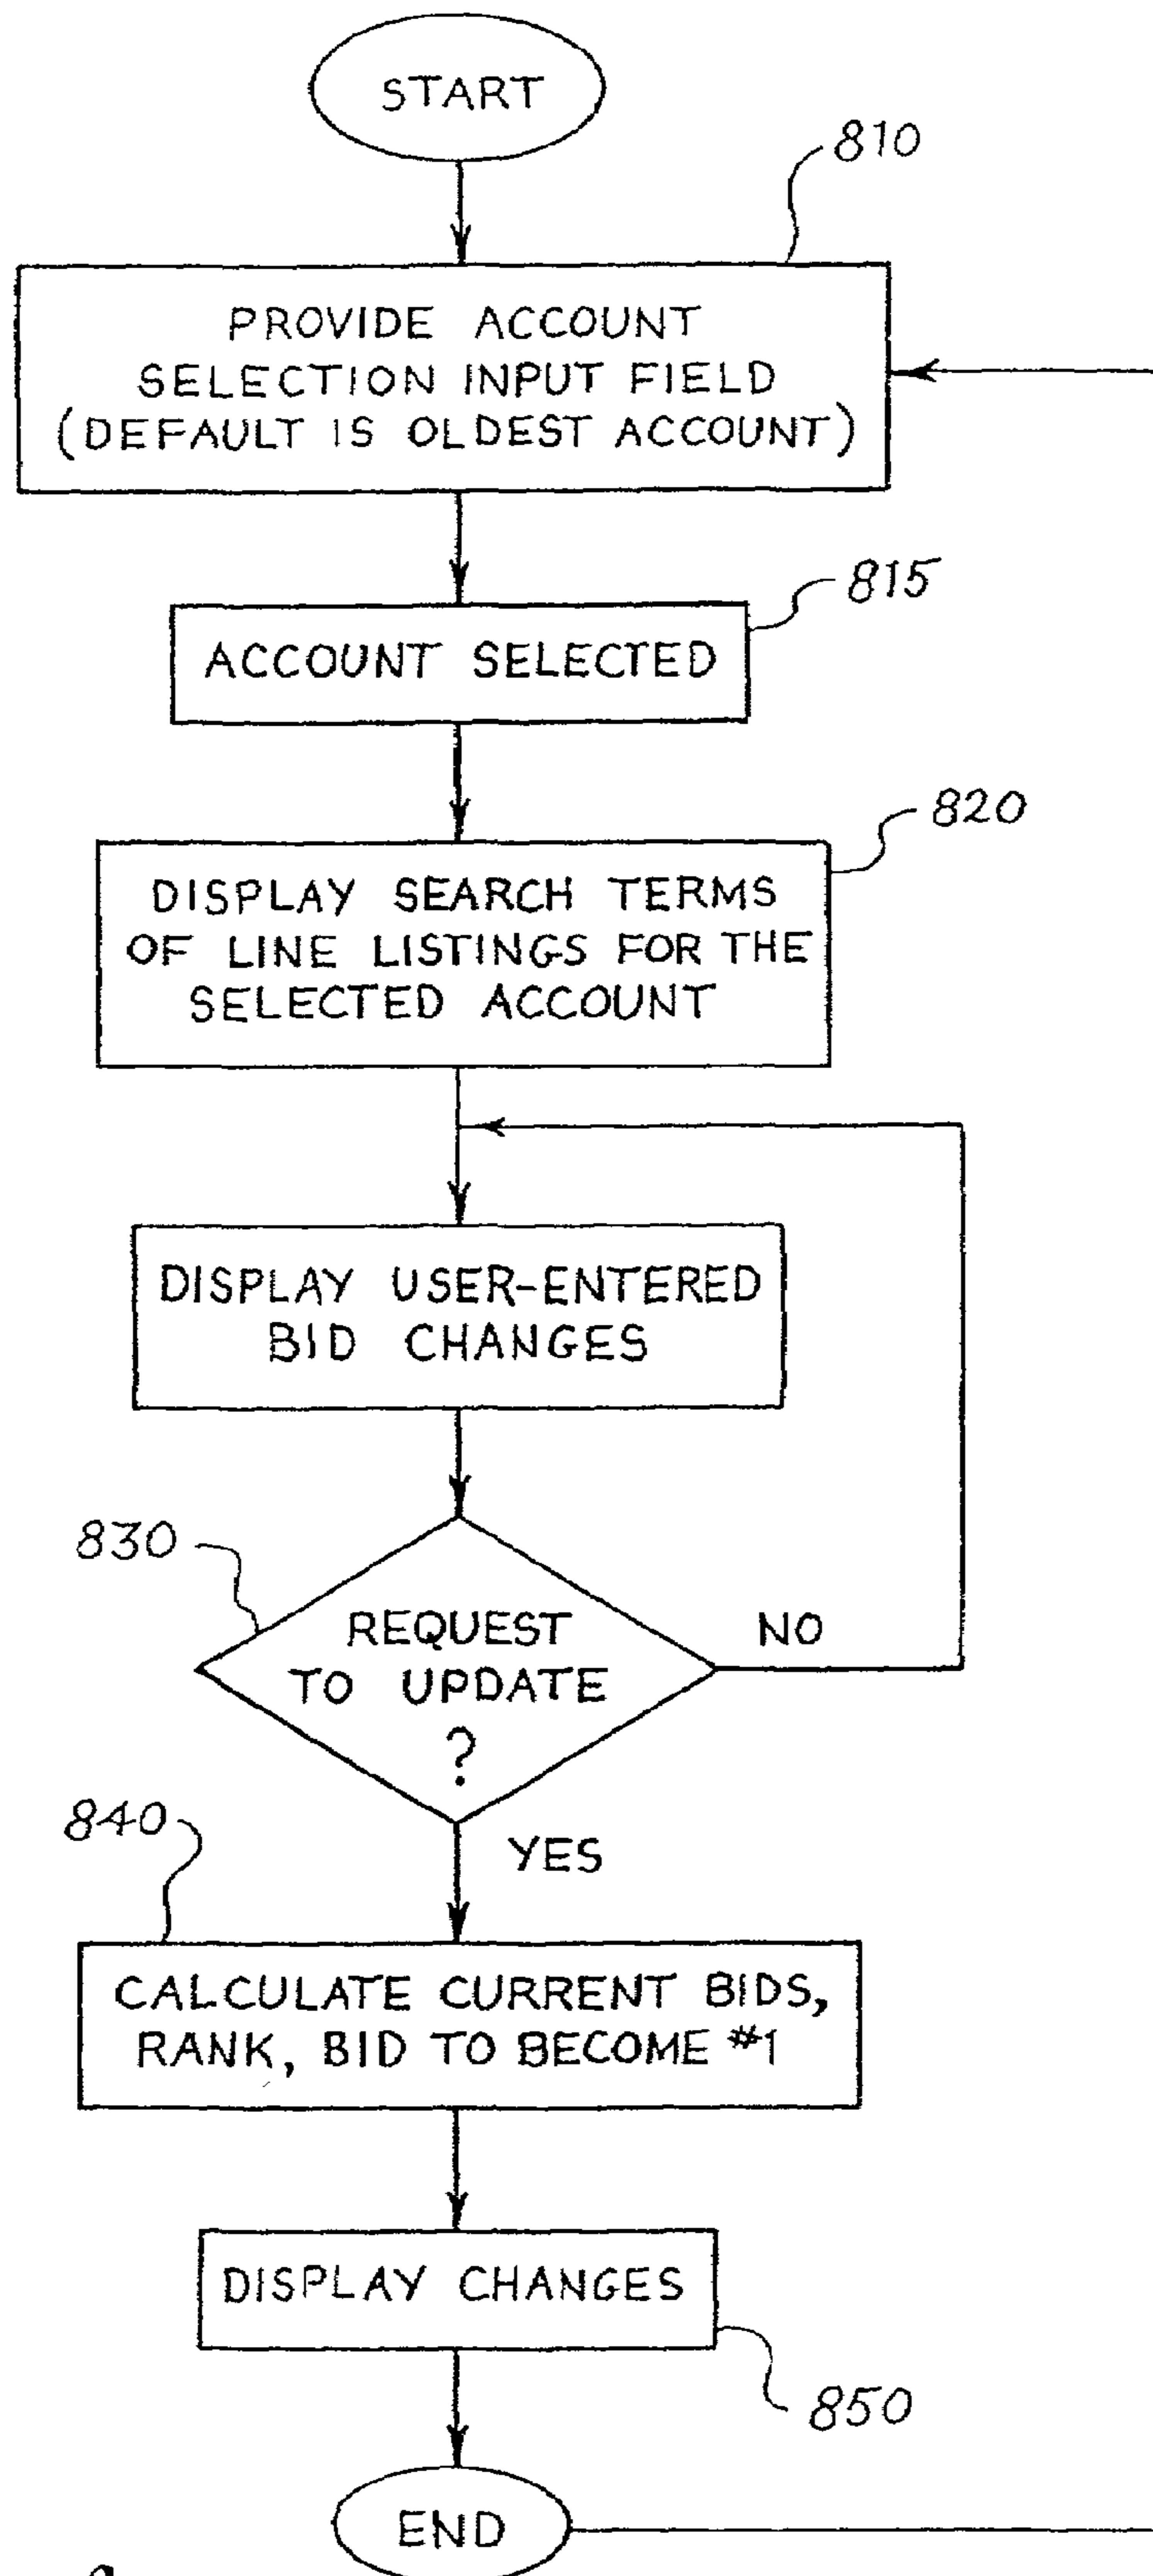 START
810
PROVIDE ACCOUNT
SELECTION INPUT FIELD
(DEFAULT IS OLDEST ACCOUNT)
815
ACCOUNT SELECTED
820
DISPLAY SEARCH TERMS
OF LINE LISTINGS FOR THE
SELECTED ACCOUNT
DISPLAY USER-ENTERED
BID CHANGES
830
REQUEST
TO UPDATE
?
NO
YES
840
CALCULATE CURRENT BIDS,
RANK, BID TO BECOME #1
DISPLAY CHANGES
850
END